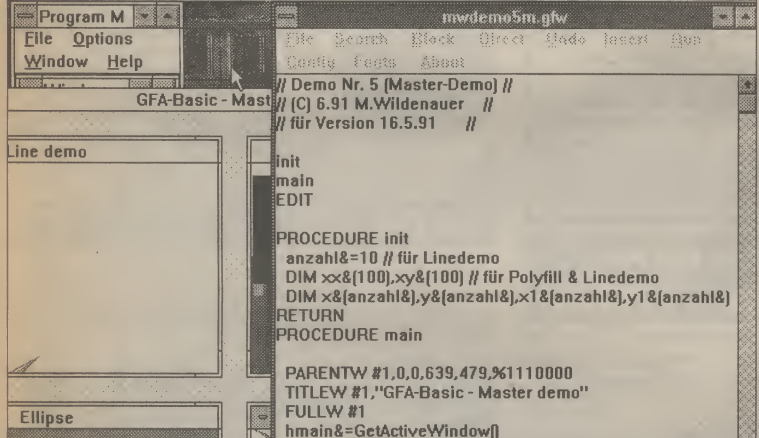 Program M
File Options
Window Help
GFA-Basic - Mast
Line demo
Ellipse
mwdemo5m.gfw
File Search Block Direct Undo Insert Run
Config Fonts About
// Demo Nr. 5 (Master-Demo) //
// (C) 6.91 M.Wildenauer //
// für Version 16.5.91 //
init
main
EDIT
PROCEDURE init
anzahl&=10 // für Linedemo
DIM xx&(100),xy&(100) // für Polyfill & Linedemo
DIM x&(anzahl&),y&(anzahl&),x1&(anzahl&),y1&(anzahl&)
RETURN
PROCEDURE main
PARENTW #1,0,0,639,479,%1110000
TITLEW #1,"GFA-Basic - Master demo"
FULLW #1
hmain&=GetActiveWindow()